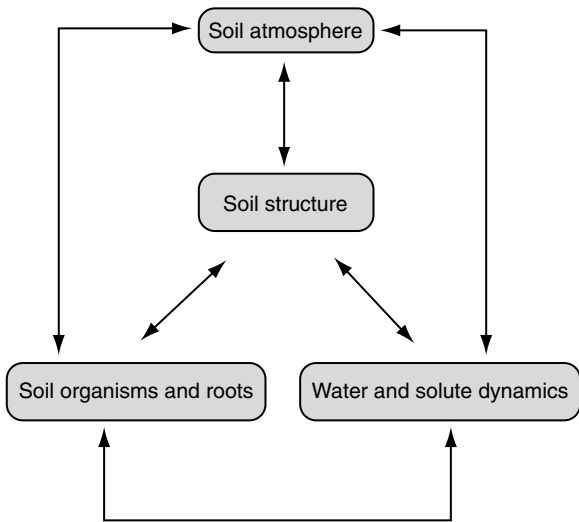 Soil atmosphere
Soil structure
Soil organisms and roots
Water and solute dynamics